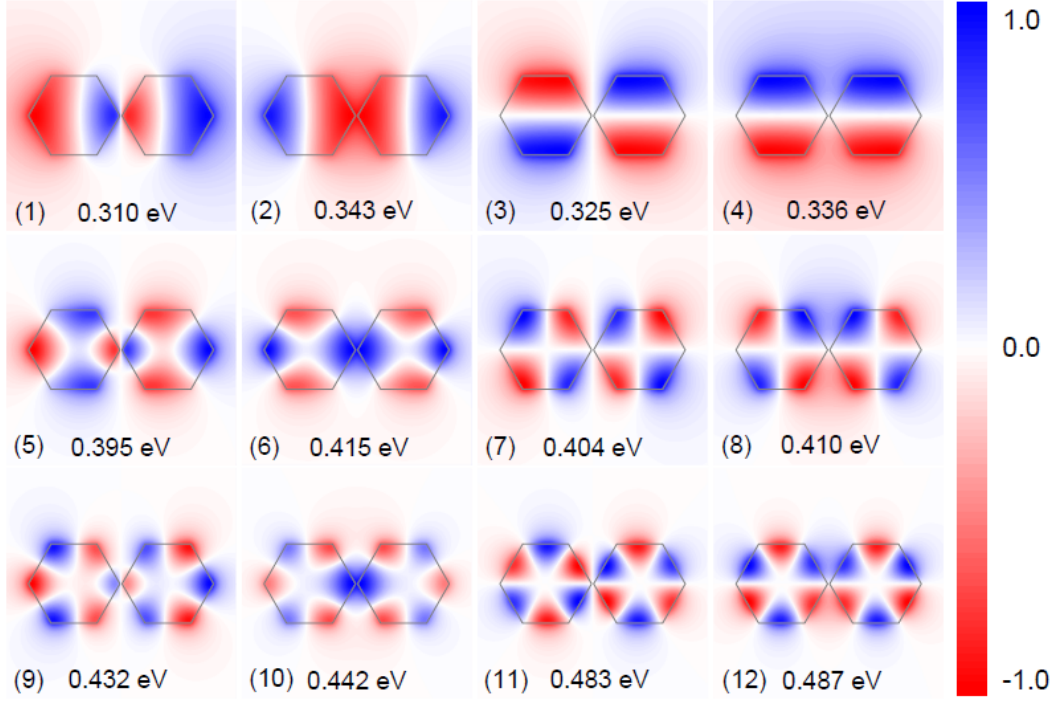 1.0
(1) 0.310 eV
(2) 0.343 eV
(3) 0.325 eV
(4) 0.336 eV
0.0
(5) 0.395 eV
(6) 0.415 eV
(7) 0.404 eV
(8) 0.410 eV
(9) 0.432 eV
(10) 0.442 eV
(11) 0.483 eV
(12) 0.487 eV
-1.0